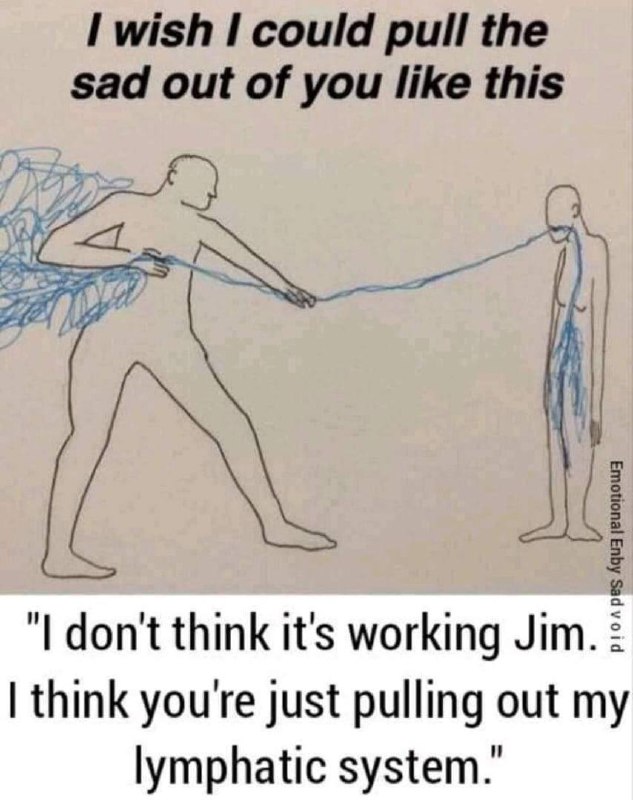 I wish I could pull the
sad out of you like this
Emotional Enby Sad v o i d
"I don't think it's working Jim.
I think you're just pulling out my
lymphatic system."